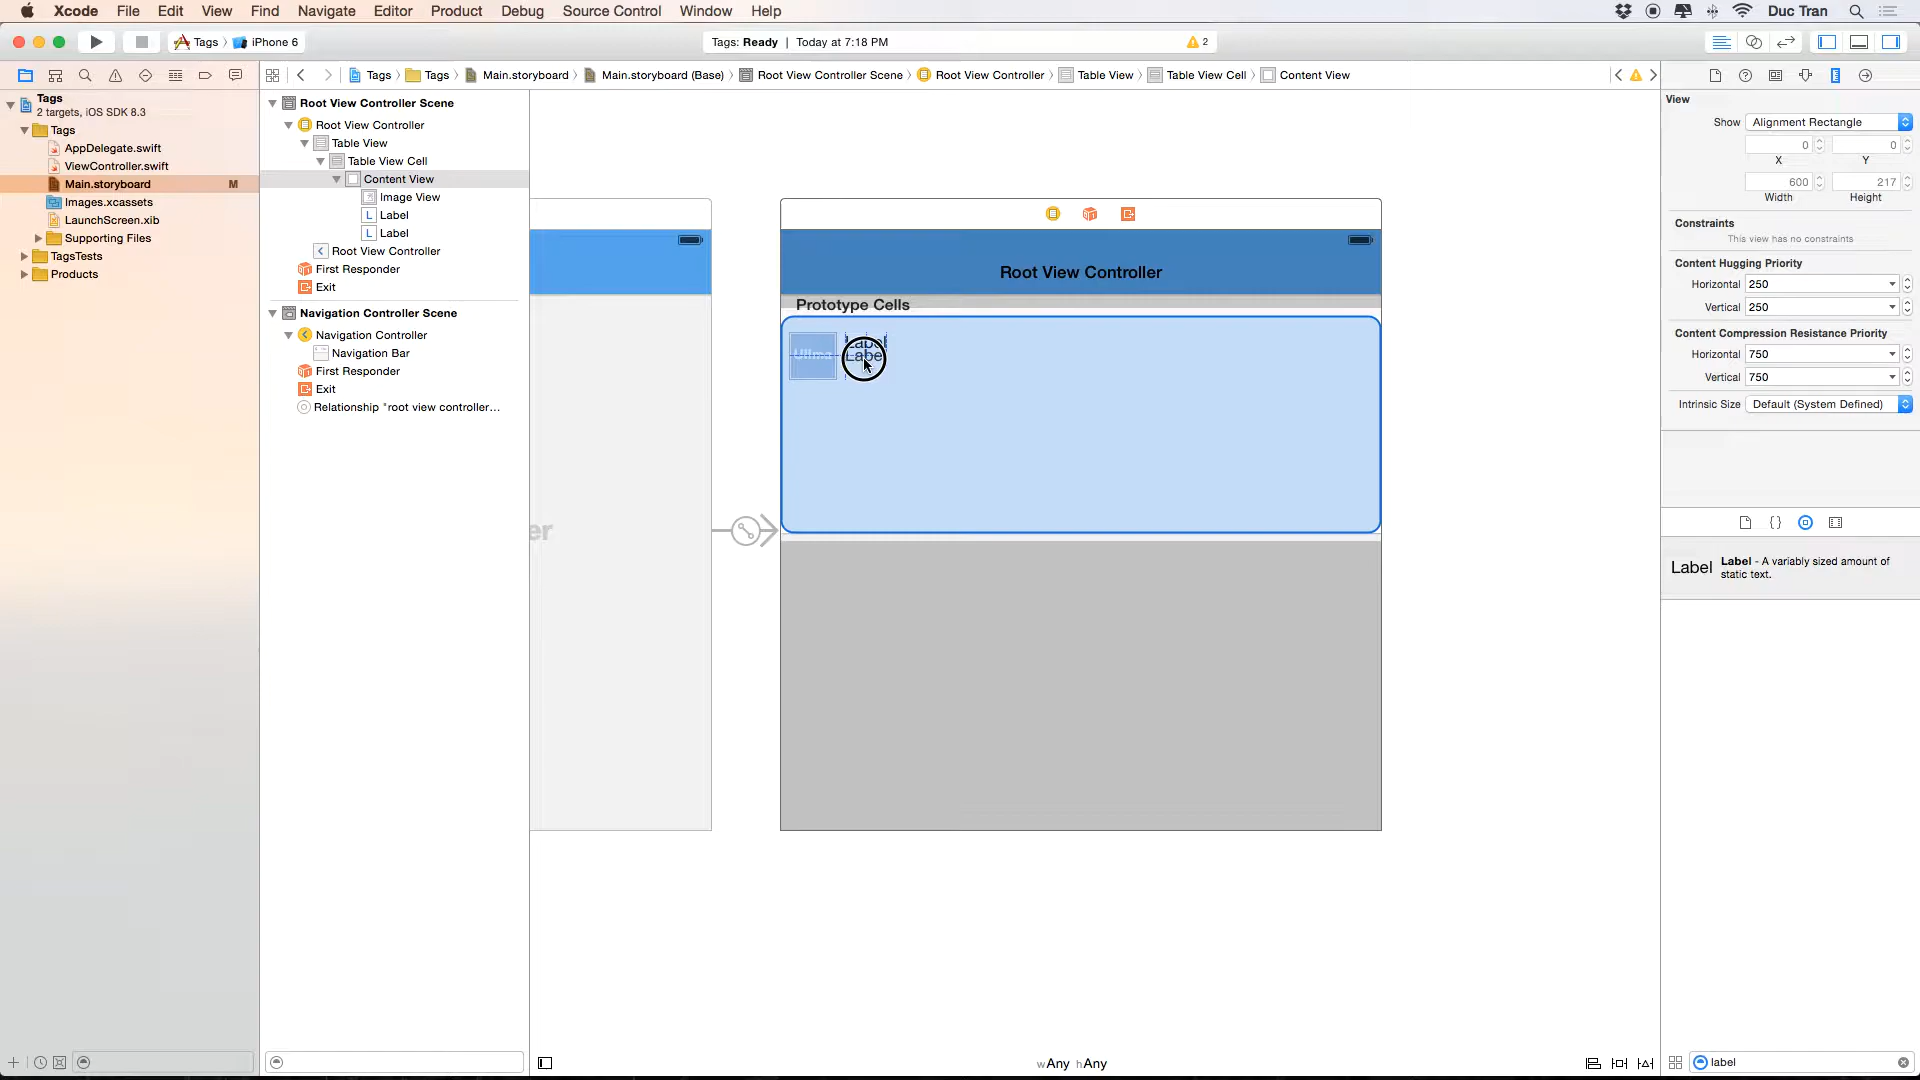 Xcode File Edit View Find Navigate Editor Product Debug Source Control Window Help Duc Tran
Tags iPhone 6 Tags: Ready | Today at 7:18 PM 2
Tags Tags Main.storyboard Main.storyboard (Base) Root View Controller Scene Root View Controller Table View Table View Cell Content View
Tags
2 targets, iOS SDK 8.3
Tags
AppDelegate.swift
ViewController.swift
Main.storyboard M
Images.xcassets
LaunchScreen.xib
Supporting Files
TagsTests
Products
Root View Controller Scene
Root View Controller
Table View
Table View Cell
Content View
Image View
L Label
L Label
Root View Controller
First Responder
Exit
Navigation Controller Scene
Navigation Controller
Navigation Bar
First Responder
Exit
Relationship "root view controller...
er
Root View Controller
Prototype Cells
Label
Label
wAny hAny
View
Show Alignment Rectangle
0 0
X Y
600 217
Width Height
Constraints
This view has no constraints
Content Hugging Priority
Horizontal 250
Vertical 250
Content Compression Resistance Priority
Horizontal 750
Vertical 750
Intrinsic Size Default (System Defined)
Label Label - A variably sized amount of
static text.
label